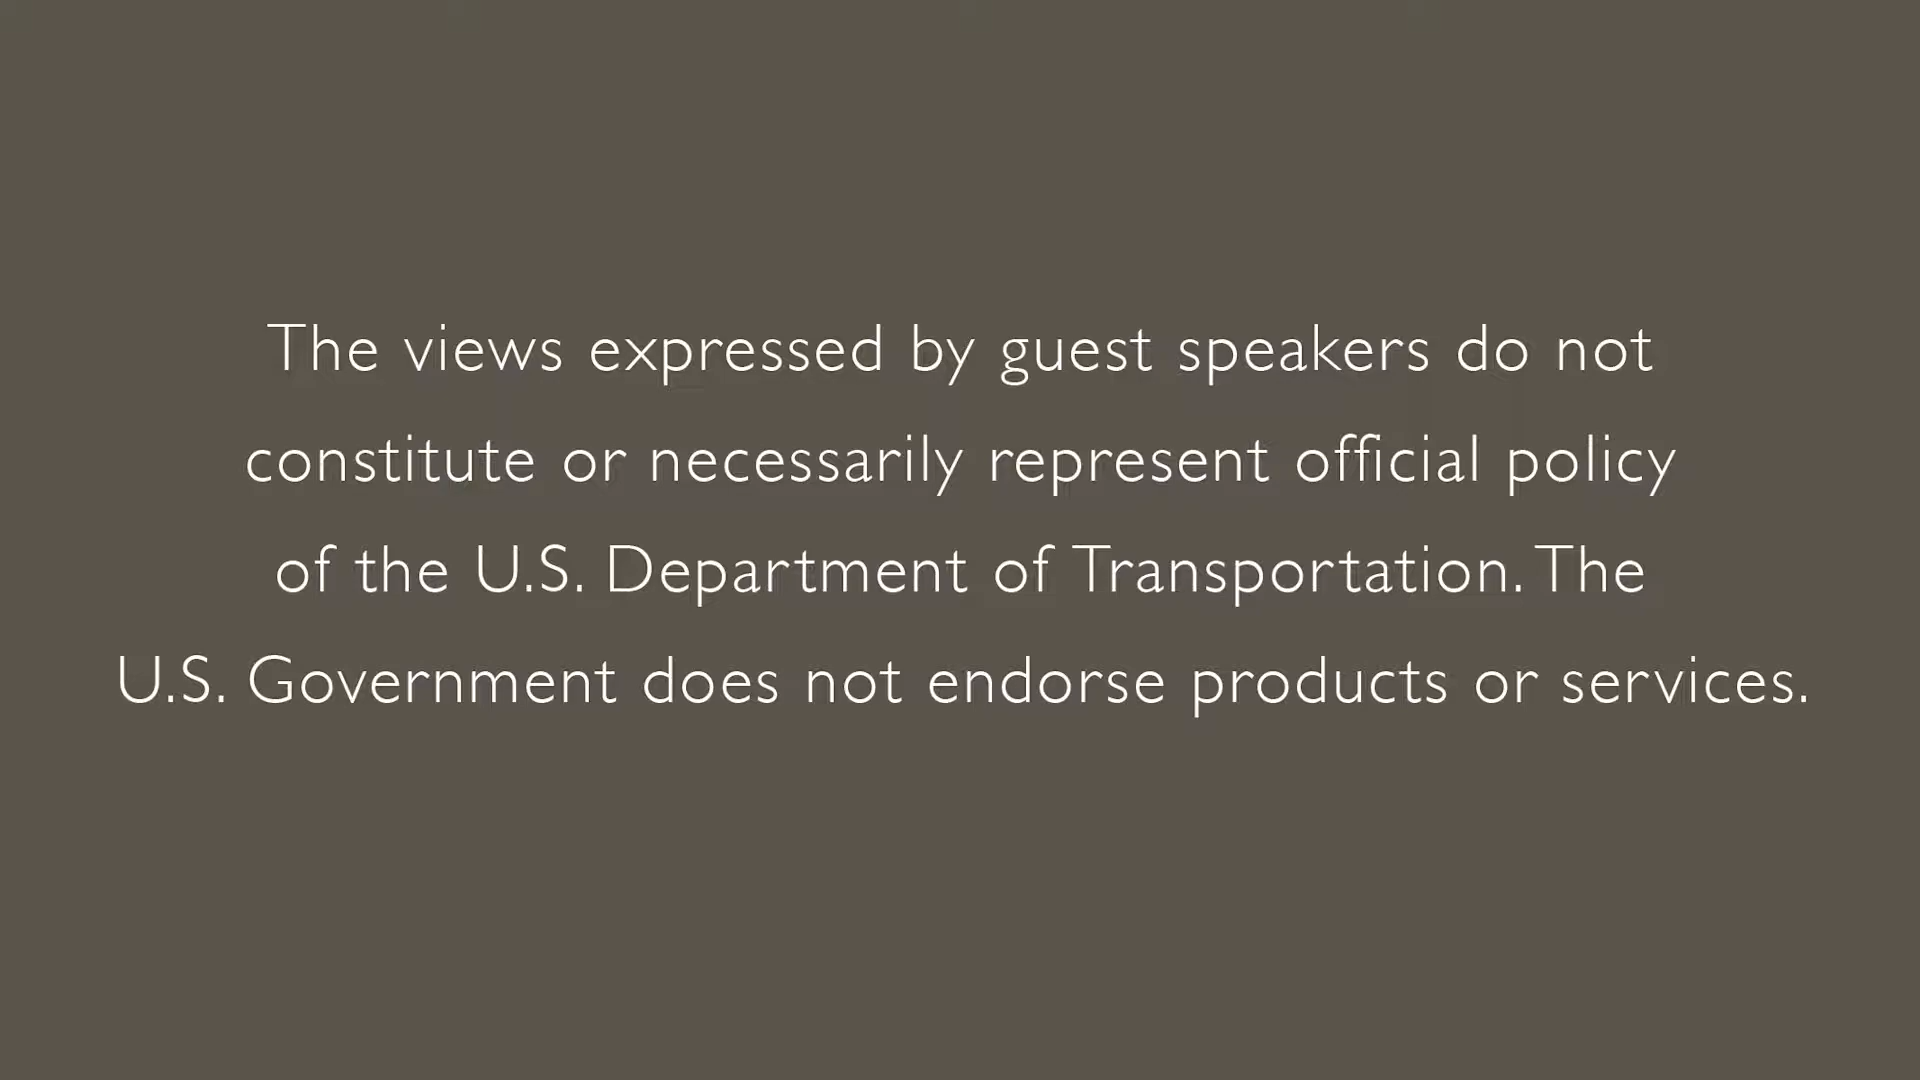 The views expressed by guest speakers do not
constitute or necessarily represent official policy
of the U.S. Department of Transportation. The
U.S. Government does not endorse products or services.